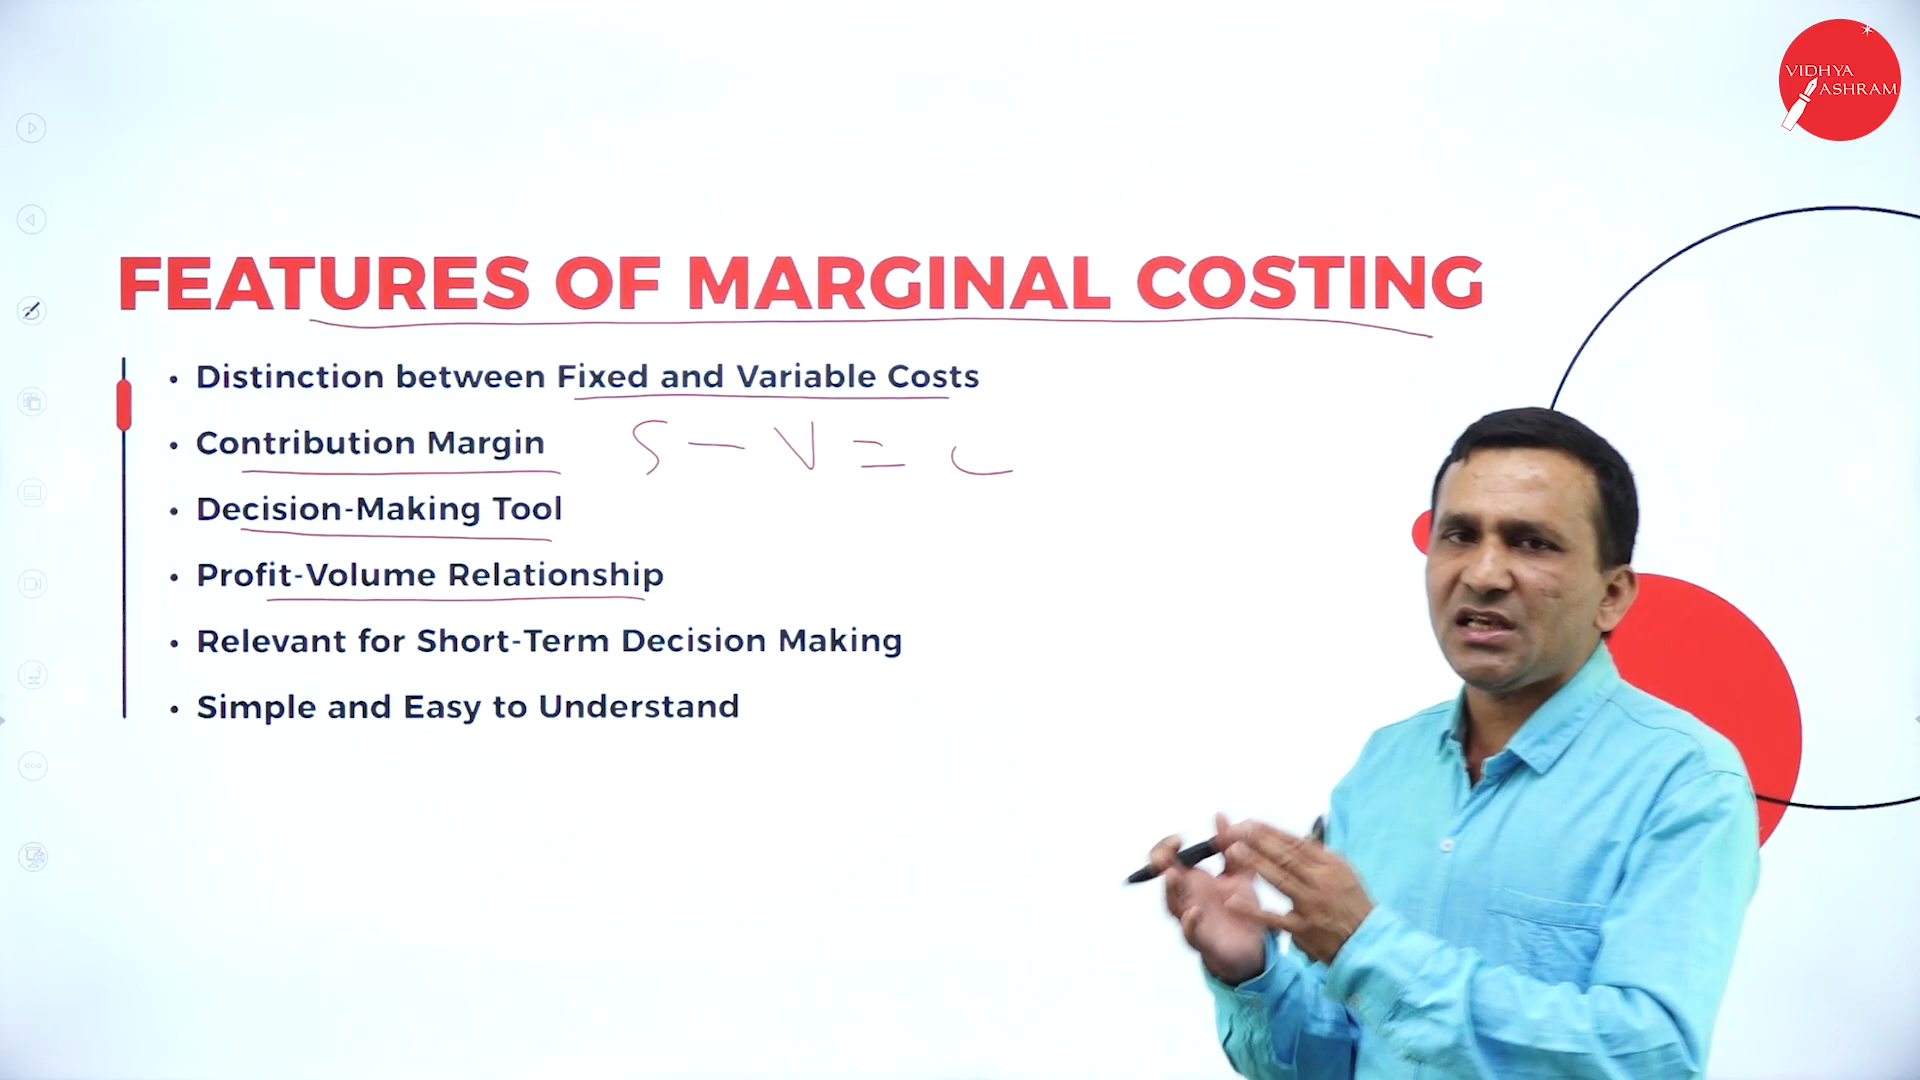 VIDHYA
ASHRAM
FEATURES OF MARGINAL COSTING
• Distinction between Fixed and Variable Costs
• Contribution Margin S - V = C
• Decision-Making Tool
• Profit-Volume Relationship
• Relevant for Short-Term Decision Making
• Simple and Easy to Understand